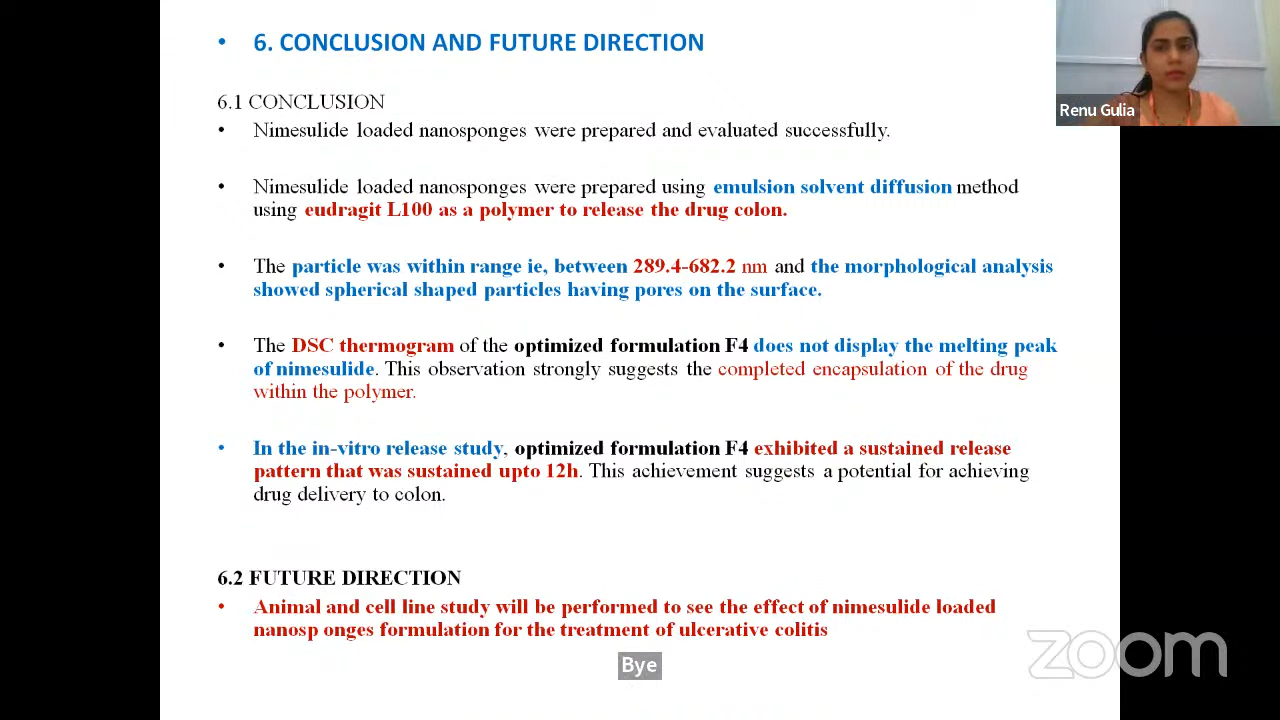 • 6. CONCLUSION AND FUTURE DIRECTION
Renu Gulia
6.1 CONCLUSION
• Nimesulide loaded nanosponges were prepared and evaluated successfully.
• Nimesulide loaded nanosponges were prepared using emulsion solvent diffusion method
using eudragit L100 as a polymer to release the drug colon.
• The particle was within range ie, between 289.4-682.2 nm and the morphological analysis
showed spherical shaped particles having pores on the surface.
• The DSC thermogram of the optimized formulation F4 does not display the melting peak
of nimesulide. This observation strongly suggests the completed encapsulation of the drug
within the polymer.
• In the in-vitro release study, optimized formulation F4 exhibited a sustained release
pattern that was sustained upto 12h. This achievement suggests a potential for achieving
drug delivery to colon.
6.2 FUTURE DIRECTION
• Animal and cell line study will be performed to see the effect of nimesulide loaded
nanosp onges formulation for the treatment of ulcerative colitis
Bye
zoom